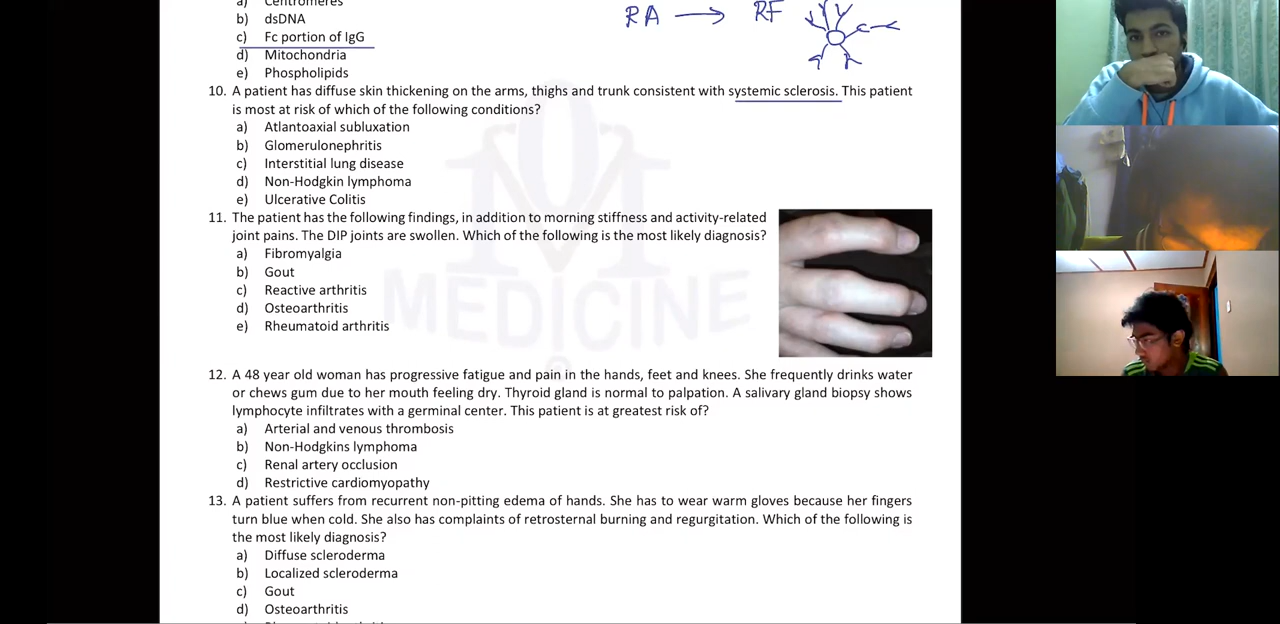 a) Centromeres
RA → RF
b) dsDNA
c) Fc portion of IgG
d) Mitochondria
e) Phospholipids
10. A patient has diffuse skin thickening on the arms, thighs and trunk consistent with systemic sclerosis. This patient
is most at risk of which of the following conditions?
a) Atlantoaxial subluxation
b) Glomerulonephritis
c) Interstitial lung disease
d) Non-Hodgkin lymphoma
e) Ulcerative Colitis
11. The patient has the following findings, in addition to morning stiffness and activity-related
joint pains. The DIP joints are swollen. Which of the following is the most likely diagnosis?
a) Fibromyalgia
b) Gout
c) Reactive arthritis
d) Osteoarthritis
e) Rheumatoid arthritis
MEDICINE
12. A 48 year old woman has progressive fatigue and pain in the hands, feet and knees. She frequently drinks water
or chews gum due to her mouth feeling dry. Thyroid gland is normal to palpation. A salivary gland biopsy shows
lymphocyte infiltrates with a germinal center. This patient is at greatest risk of?
a) Arterial and venous thrombosis
b) Non-Hodgkins lymphoma
c) Renal artery occlusion
d) Restrictive cardiomyopathy
13. A patient suffers from recurrent non-pitting edema of hands. She has to wear warm gloves because her fingers
turn blue when cold. She also has complaints of retrosternal burning and regurgitation. Which of the following is
the most likely diagnosis?
a) Diffuse scleroderma
b) Localized scleroderma
c) Gout
d) Osteoarthritis